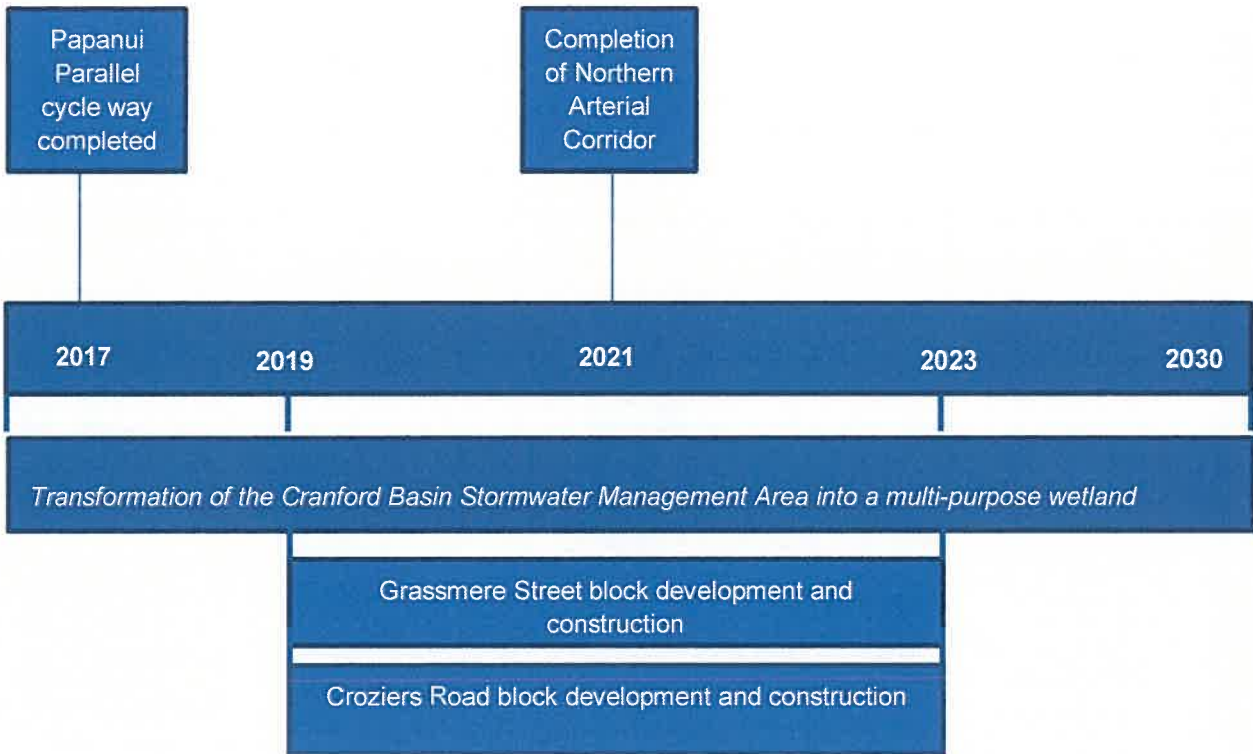 Papanui
Parallel
cycle way
completed
Completion
of Northern
Arterial
Corridor
2017
2019
2021
2023
2030
Transformation of the Cranford Basin Stormwater Management Area into a multi-purpose wetland
Grassmere Street block development and
construction
Croziers Road block development and construction